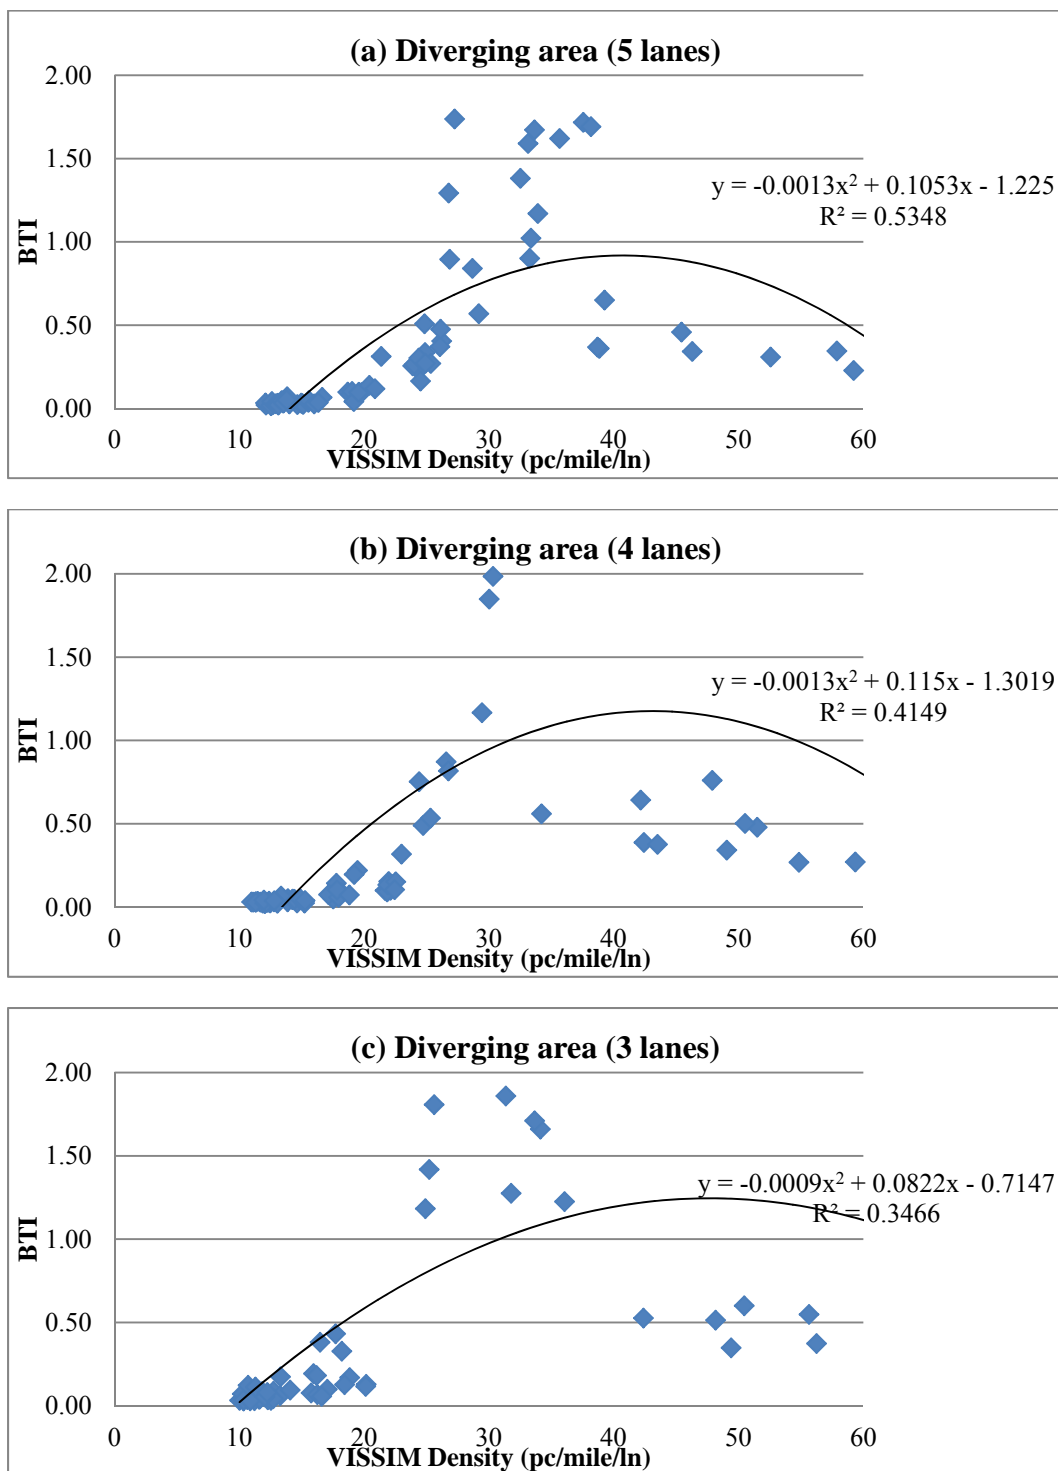 (a) Diverging area (5 lanes)
2.00
1.50
1.00
0.50
0.00
BTI
y = -0.0013x² + 0.1053x - 1.225
R² = 0.5348
0 10 20 30 40 50 60
VISSIM Density (pc/mile/ln)
(b) Diverging area (4 lanes)
2.00
1.50
1.00
0.50
0.00
BTI
y = -0.0013x² + 0.115x - 1.3019
R² = 0.4149
0 10 20 30 40 50 60
VISSIM Density (pc/mile/ln)
(c) Diverging area (3 lanes)
2.00
1.50
1.00
0.50
0.00
BTI
y = -0.0009x² + 0.0822x - 0.7147
R² = 0.3466
0 10 20 30 40 50 60
VISSIM Density (pc/mile/ln)